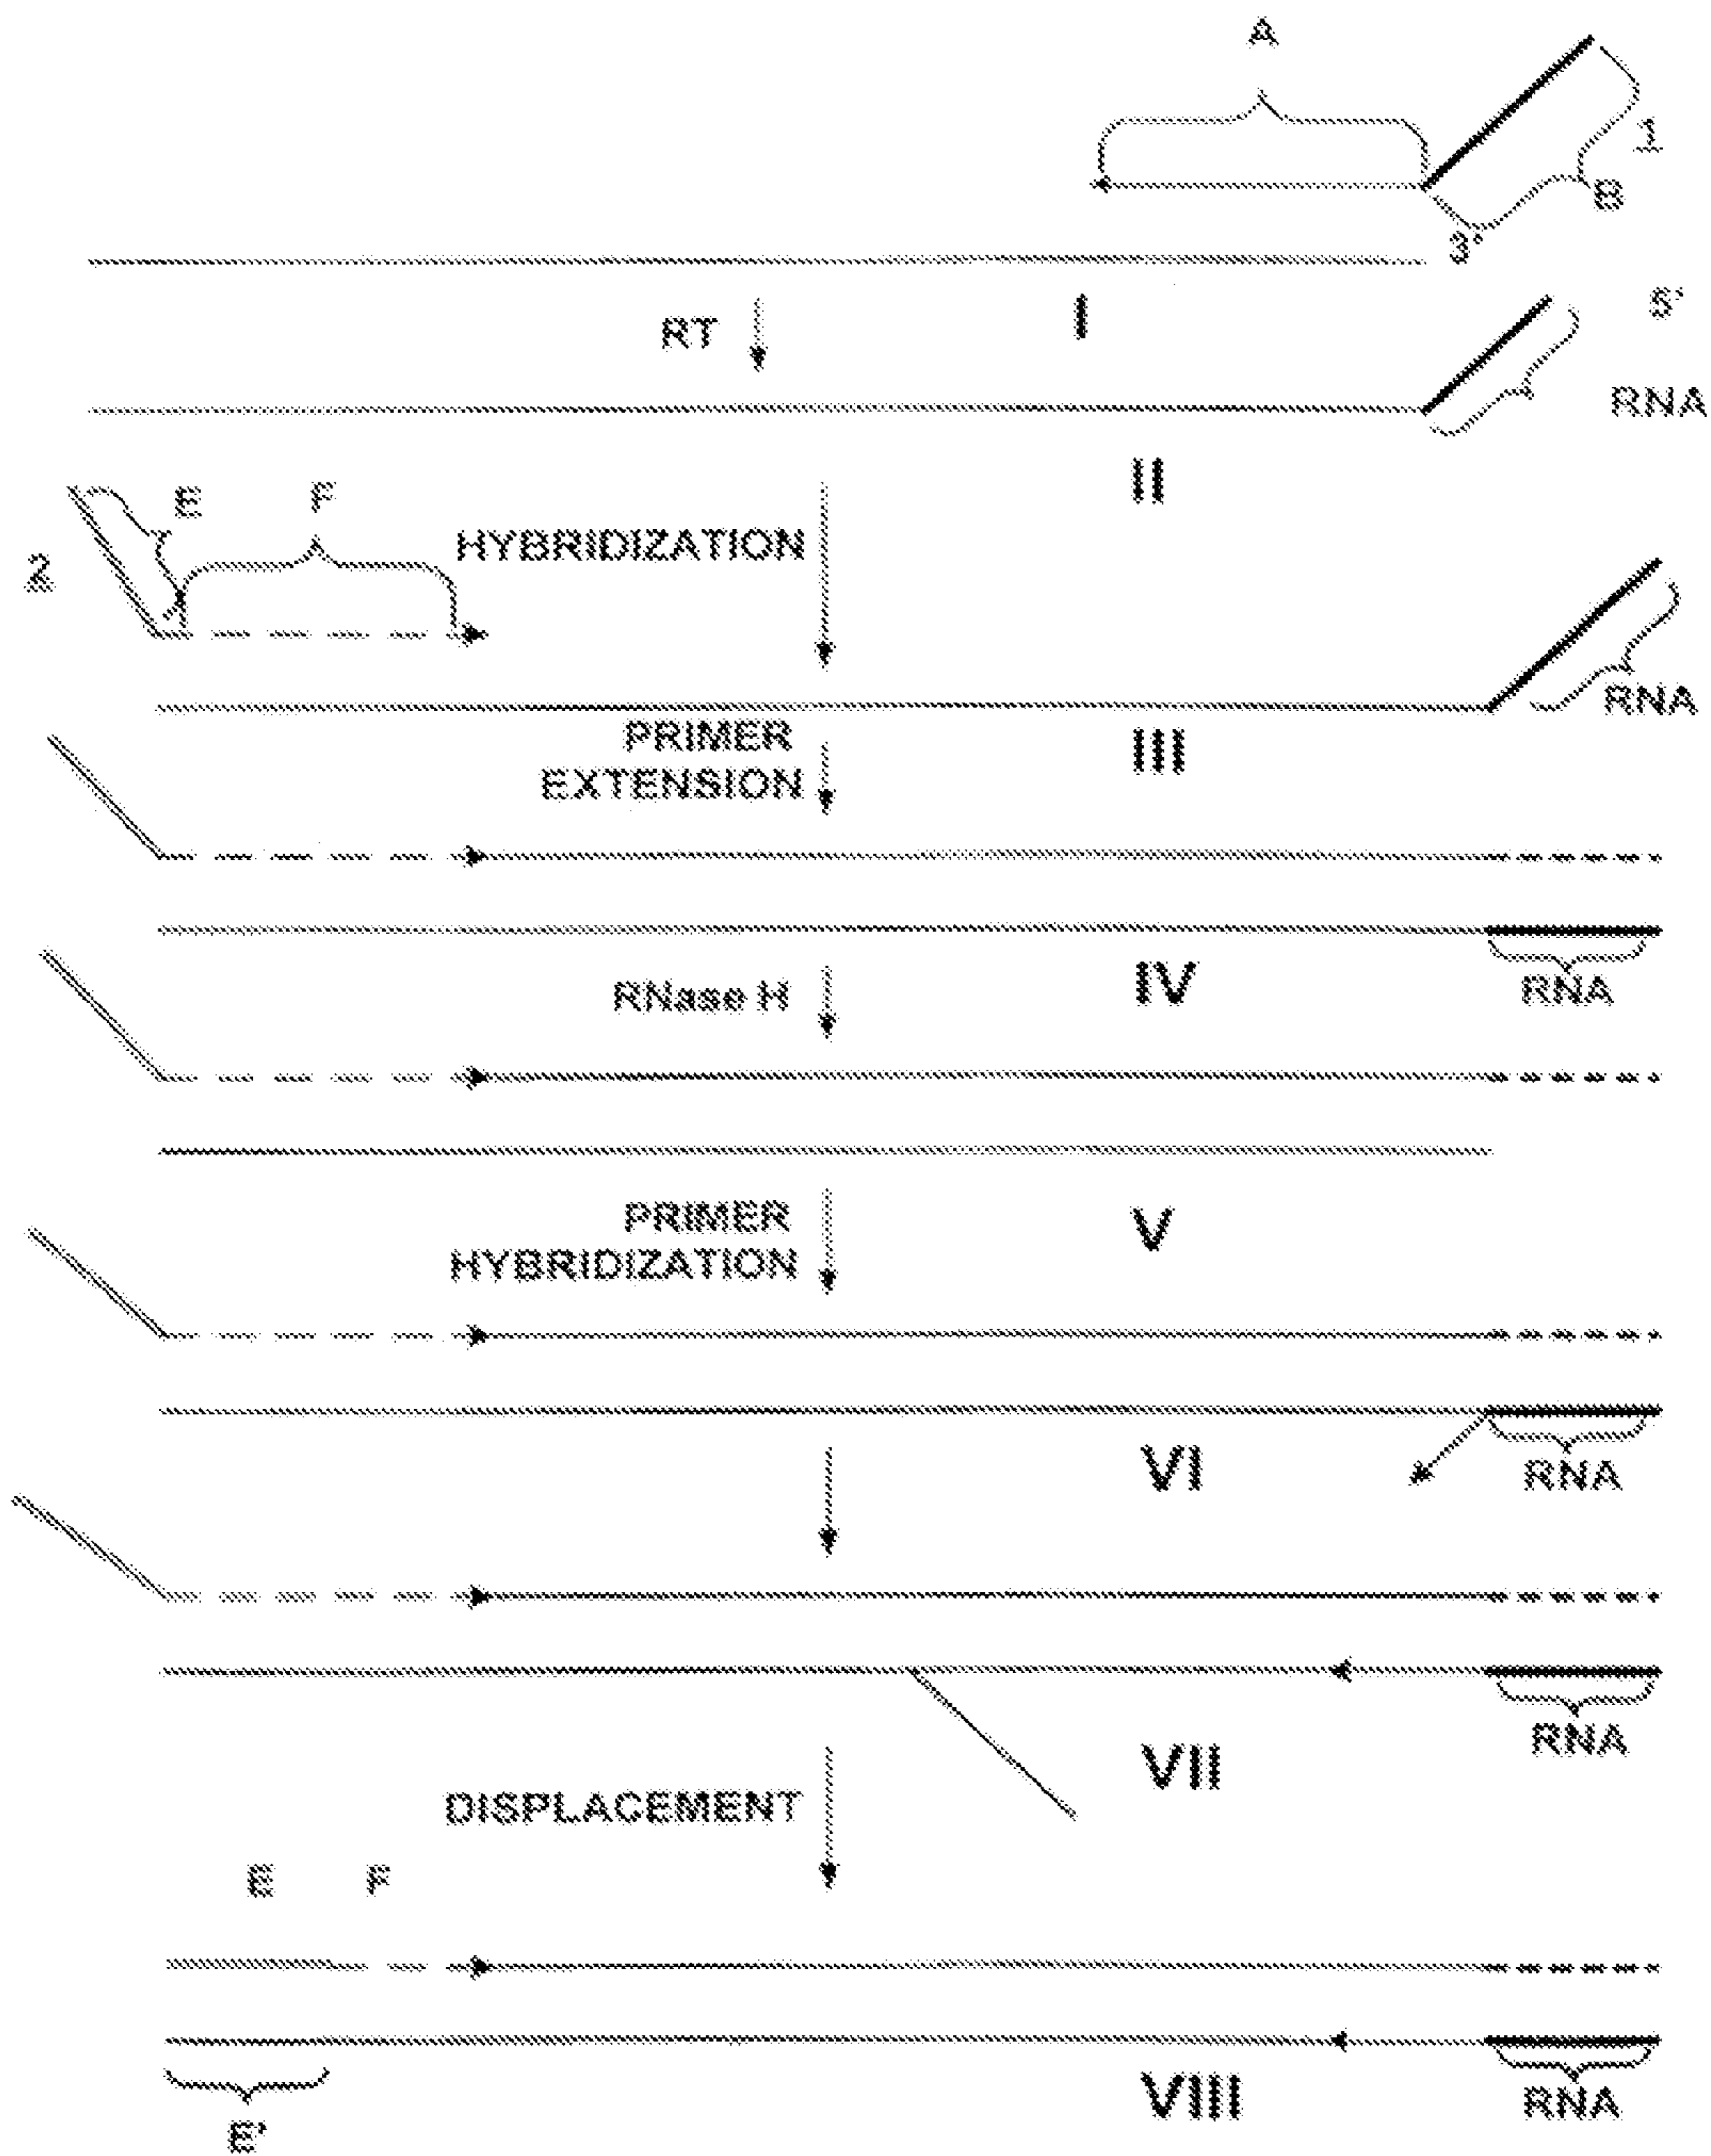 A
1
B
3'
RT
I
5'
RNA
II
E F
2
HYBRIDIZATION
RNA
PRIMER
EXTENSION
III
RNase H
IV
RNA
PRIMER
HYBRIDIZATION
V
VI
RNA
VII
RNA
DISPLACEMENT
E F
VIII
RNA
E'